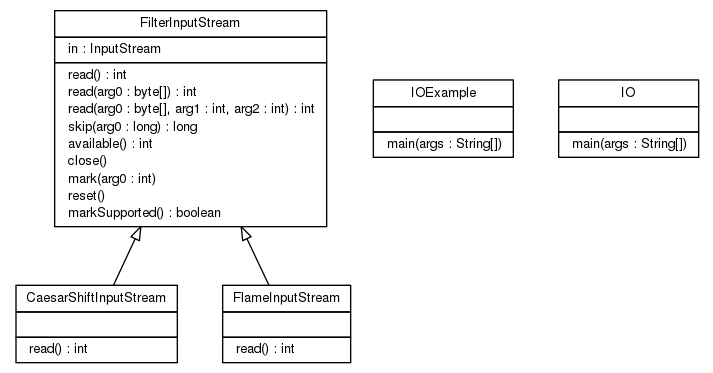 FilterInputStream
in : InputStream
read() : int
read(arg0 : byte[]) : int
read(arg0 : byte[], arg1 : int, arg2 : int) : int
skip(arg0 : long) : long
available() : int
close()
mark(arg0 : int)
reset()
markSupported() : boolean
IOExample
main(args : String[])
IO
main(args : String[])
CaesarShiftInputStream
read() : int
FlameInputStream
read() : int